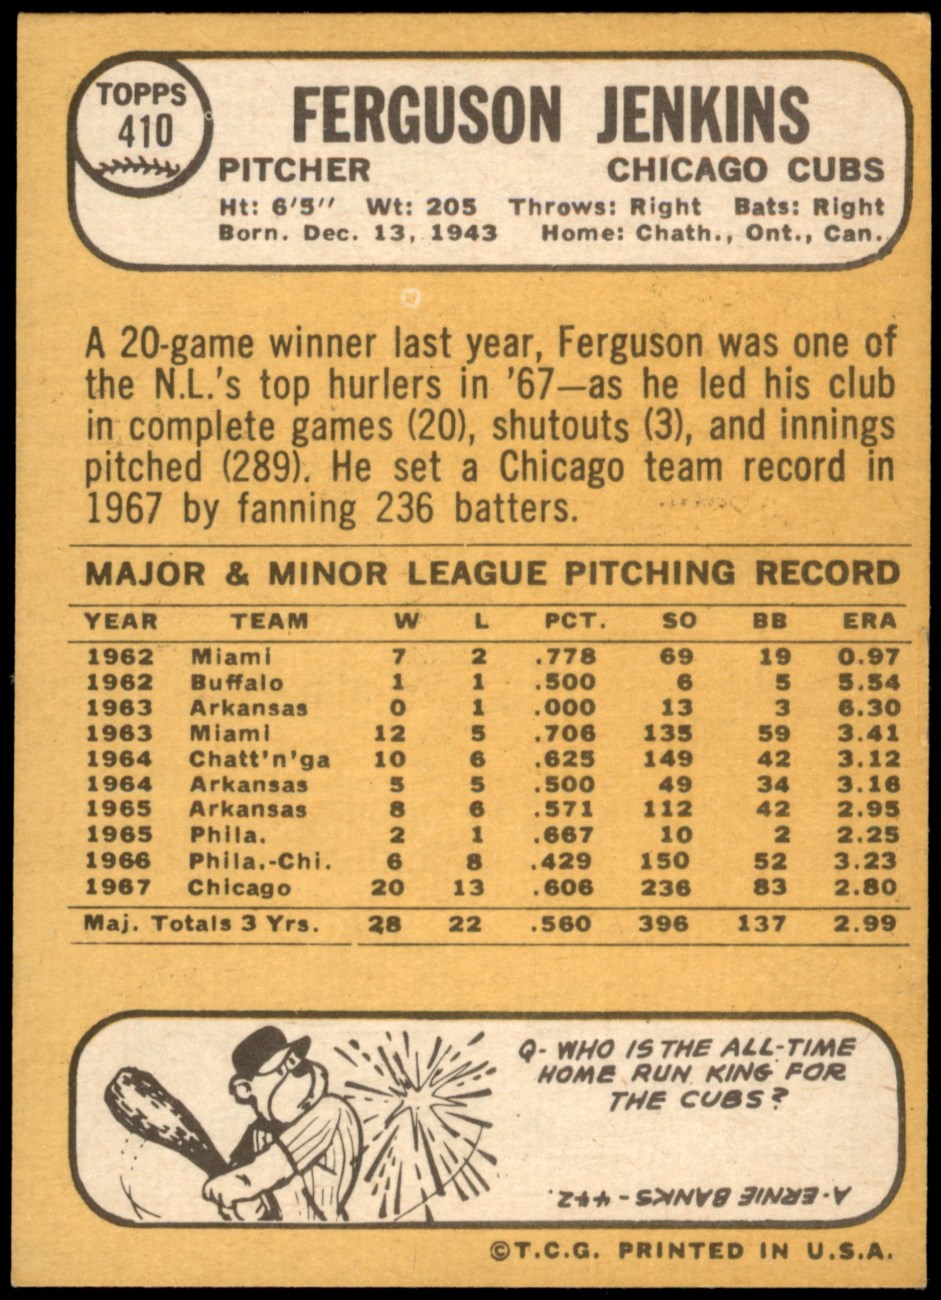 TOPPS
410
FERGUSON JENKINS
PITCHER CHICAGO CUBS
Ht: 6'5" Wt: 205 Throws: Right Bats: Right
Born. Dec. 13, 1943 Home: Chath., Ont., Can.
A 20-game winner last year, Ferguson was one of
the N.L.'s top hurlers in '67—as he led his club
in complete games (20), shutouts (3), and innings
pitched (289). He set a Chicago team record in
1967 by fanning 236 batters.
MAJOR & MINOR LEAGUE PITCHING RECORD
YEAR TEAM W L PCT. SO BB ERA
1962 Miami 7 2 .778 69 19 0.97
1962 Buffalo 1 1 .500 6 5 5.54
1963 Arkansas 0 1 .000 13 3 6.30
1963 Miami 12 5 .706 135 59 3.41
1964 Chatt'n'ga 10 6 .625 149 42 3.12
1964 Arkansas 5 5 .500 49 34 3.16
1965 Arkansas 8 6 .571 112 42 2.95
1965 Phila. 2 1 .667 10 2 2.25
1966 Phila.-Chi. 6 8 .429 150 52 3.23
1967 Chicago 20 13 .606 236 83 2.80
Maj. Totals 3 Yrs. 28 22 .560 396 137 2.99
Q- WHO IS THE ALL-TIME
HOME RUN KING FOR
THE CUBS?
A- ERNIE BANKS - 442.
©T.C.G. PRINTED IN U.S.A.